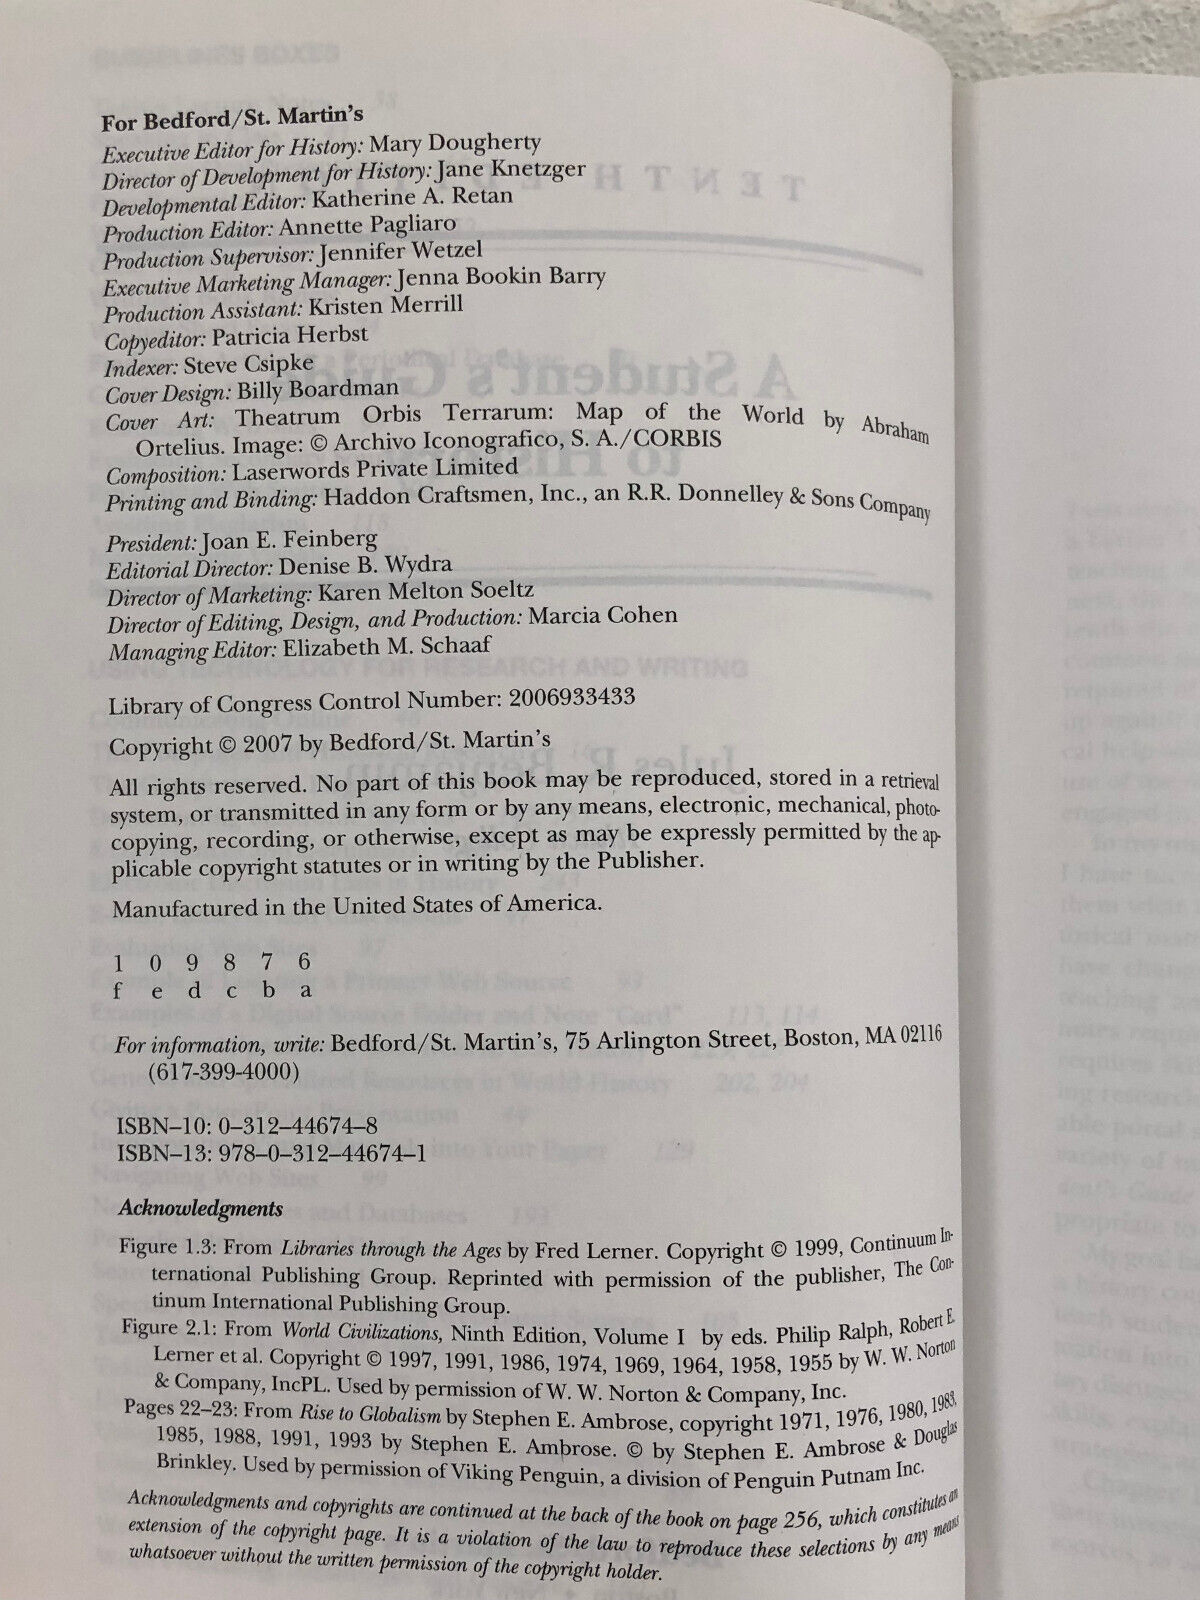 For Bedford/St. Martin's
Executive Editor for History: Mary Dougherty
Director of Development for History: Jane Knetzger
Developmental Editor: Katherine A. Retan
Production Editor: Annette Pagliaro
Production Supervisor: Jennifer Wetzel
Executive Marketing Manager: Jenna Bookin Barry
Production Assistant: Kristen Merrill
Copyeditor: Patricia Herbst
Indexer: Steve Csipke
Cover Design: Billy Boardman
Cover Art: Theatrum Orbis Terrarum: Map of the World by Abraham
Ortelius. Image: © Archivo Iconografico, S. A./CORBIS
Composition: Laserwords Private Limited
Printing and Binding: Haddon Craftsmen, Inc., an R.R. Donnelley & Sons Company
President: Joan E. Feinberg
Editorial Director: Denise B. Wydra
Director of Marketing: Karen Melton Soeltz
Director of Editing, Design, and Production: Marcia Cohen
Managing Editor: Elizabeth M. Schaaf
Library of Congress Control Number: 2006933433
Copyright © 2007 by Bedford/St. Martin's
All rights reserved. No part of this book may be reproduced, stored in a retrieval
system, or transmitted in any form or by any means, electronic, mechanical, photo-
copying, recording, or otherwise, except as may be expressly permitted by the ap-
plicable copyright statutes or in writing by the Publisher.
Manufactured in the United States of America.
1 0 9 8 7 6
f e d c b a
For information, write: Bedford/St. Martin's, 75 Arlington Street, Boston, MA 02116
(617-399-4000)
ISBN–10: 0–312–44674–8
ISBN–13: 978–0–312–44674–1
Acknowledgments
Figure 1.3: From Libraries through the Ages by Fred Lerner. Copyright © 1999, Continuum In-
ternational Publishing Group. Reprinted with permission of the publisher, The Con-
tinum International Publishing Group.
Figure 2.1: From World Civilizations, Ninth Edition, Volume I by eds. Philip Ralph, Robert E.
Lerner et al. Copyright © 1997, 1991, 1986, 1974, 1969, 1964, 1958, 1955 by W. W. Norton
& Company, IncPL. Used by permission of W. W. Norton & Company, Inc.
Pages 22–23: From Rise to Globalism by Stephen E. Ambrose, copyright 1971, 1976, 1980, 1983,
1985, 1988, 1991, 1993 by Stephen E. Ambrose. © by Stephen E. Ambrose & Douglas
Brinkley. Used by permission of Viking Penguin, a division of Penguin Putnam Inc.
Acknowledgments and copyrights are continued at the back of the book on page 256, which constitutes an
extension of the copyright page. It is a violation of the law to reproduce these selections by any means
whatsoever without the written permission of the copyright holder.